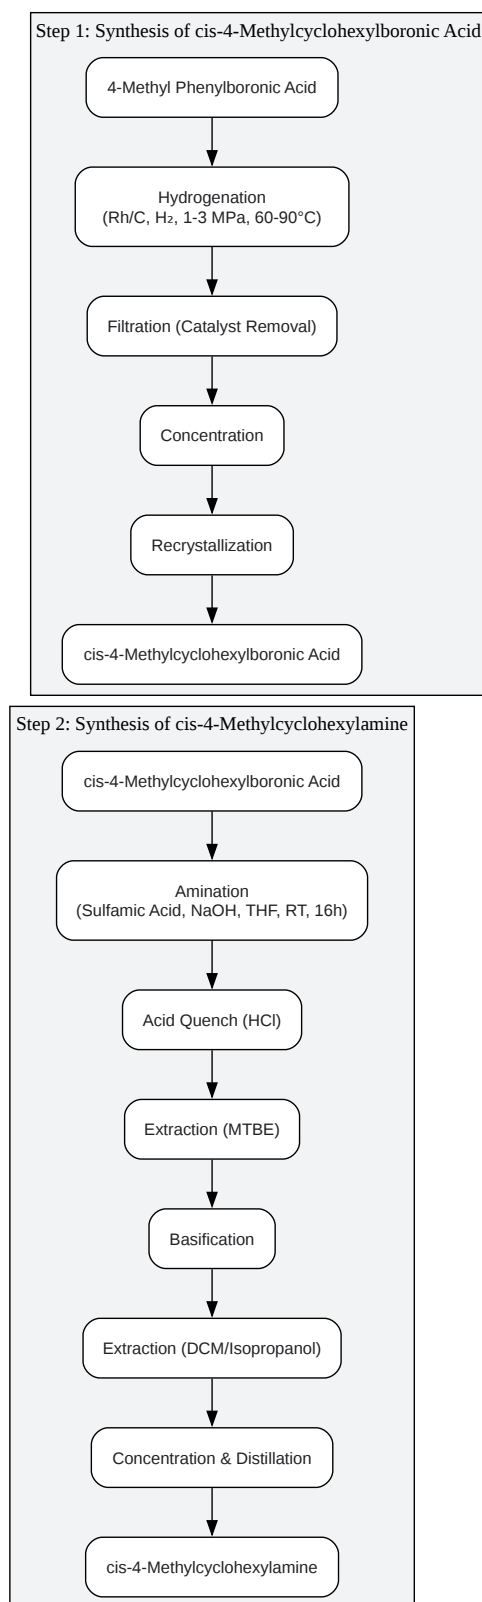 Step 1: Synthesis of cis-4-Methylcyclohexylboronic Acid
4-Methyl Phenylboronic Acid
Hydrogenation
(Rh/C, H₂, 1-3 MPa, 60-90°C)
Filtration (Catalyst Removal)
Concentration
Recrystallization
cis-4-Methylcyclohexylboronic Acid
Step 2: Synthesis of cis-4-Methylcyclohexylamine
cis-4-Methylcyclohexylboronic Acid
Amination
(Sulfamic Acid, NaOH, THF, RT, 16h)
Acid Quench (HCl)
Extraction (MTBE)
Basification
Extraction (DCM/Isopropanol)
Concentration & Distillation
cis-4-Methylcyclohexylamine